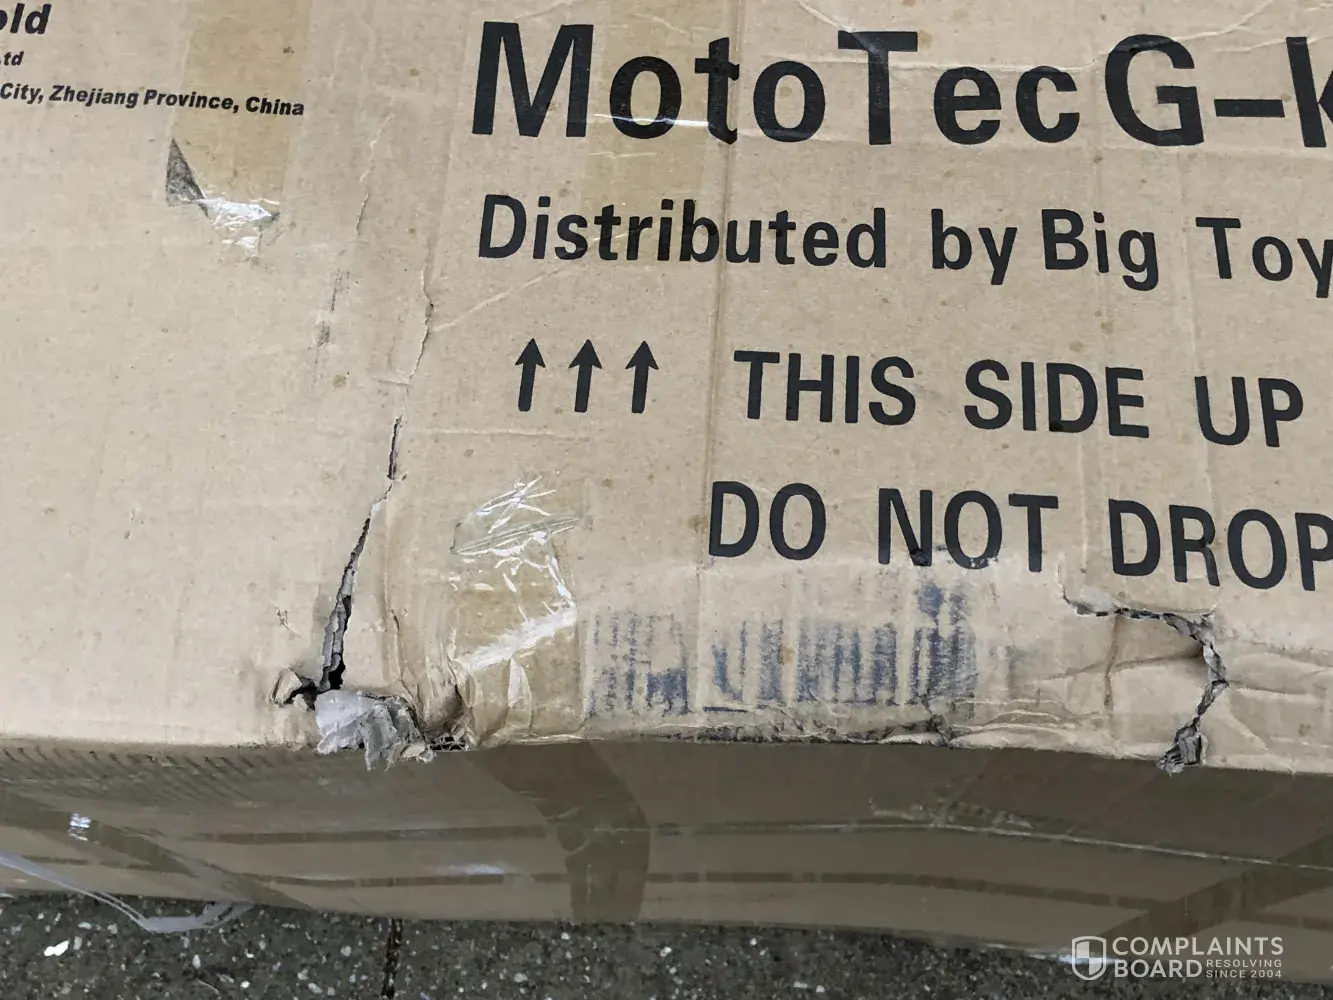 old
Ltd
City, Zhejiang Province, China
MotoTec G-K
Distributed by Big Toy
THIS SIDE UP
DO NOT DROP
COMPLAINTS
BOARD RESOLVING
SINCE 2004